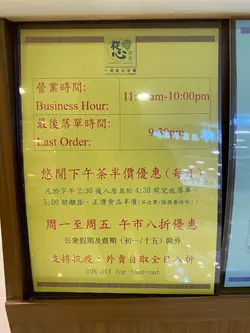 從心
營業時間:
Business Hour:
11:00am-10:00pm
最後落單時間:
Last Order:
9:30pm
悠閒下午茶半價優惠(每日)
凡於下午2:30後入座並於4:30前完成落單,
5:00前離座,正價食品半價
周一至周五 午市八折優惠
公眾假期及齋期(初一/十五)除外
支持抗疫,外賣自取全日八折
20% off for take-out